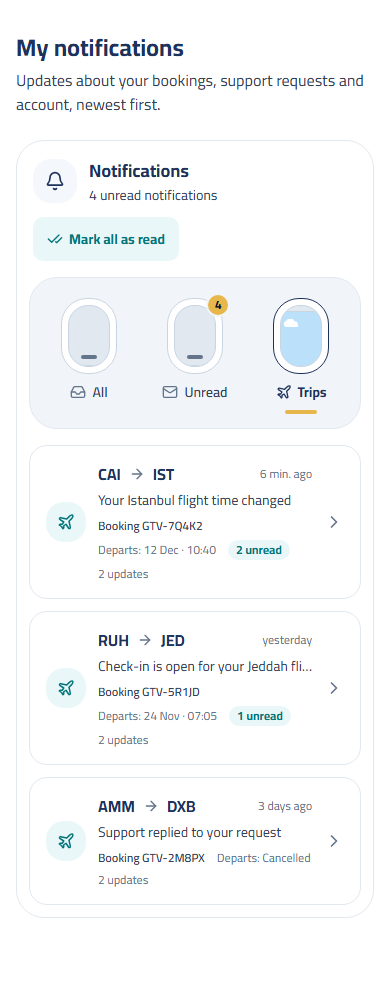 My notifications
Updates about your bookings, support requests and
account, newest first.
Notifications
4 unread notifications
Mark all as read
4
All
Unread
Trips
CAI → IST
6 min. ago
Your Istanbul flight time changed
Booking GTV-7Q4K2
Departs: 12 Dec · 10:40
2 unread
2 updates
RUH → JED
yesterday
Check-in is open for your Jeddah fli...
Booking GTV-5R1JD
Departs: 24 Nov · 07:05
1 unread
2 updates
AMM → DXB
3 days ago
Support replied to your request
Booking GTV-2M8PX
Departs: Cancelled
2 updates